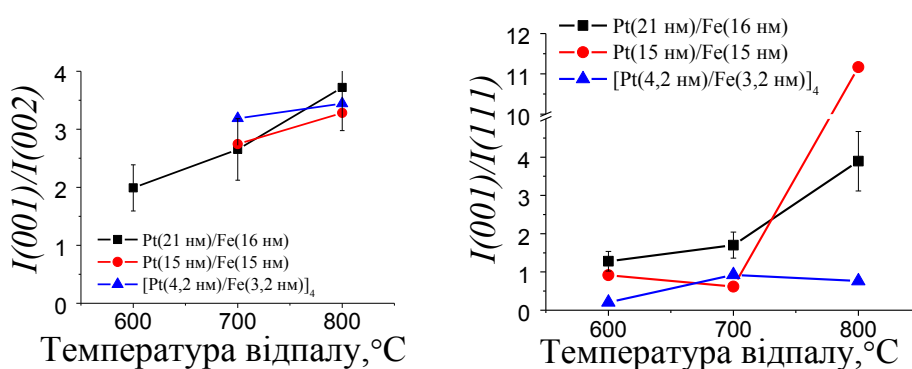 I(001)/I(002)
4
3
2
1
0
Pt(21 нм)/Fe(16 нм)
Pt(15 нм)/Fe(15 нм)
[Pt(4,2 нм)/Fe(3,2 нм)]4
600 700 800
Температура відпалу,°C
Pt(21 нм)/Fe(16 нм)
Pt(15 нм)/Fe(15 нм)
[Pt(4,2 нм)/Fe(3,2 нм)]4
I(001)/I(111)
12
11
10
4
3
2
1
0
600 700 800
Температура відпалу,°C